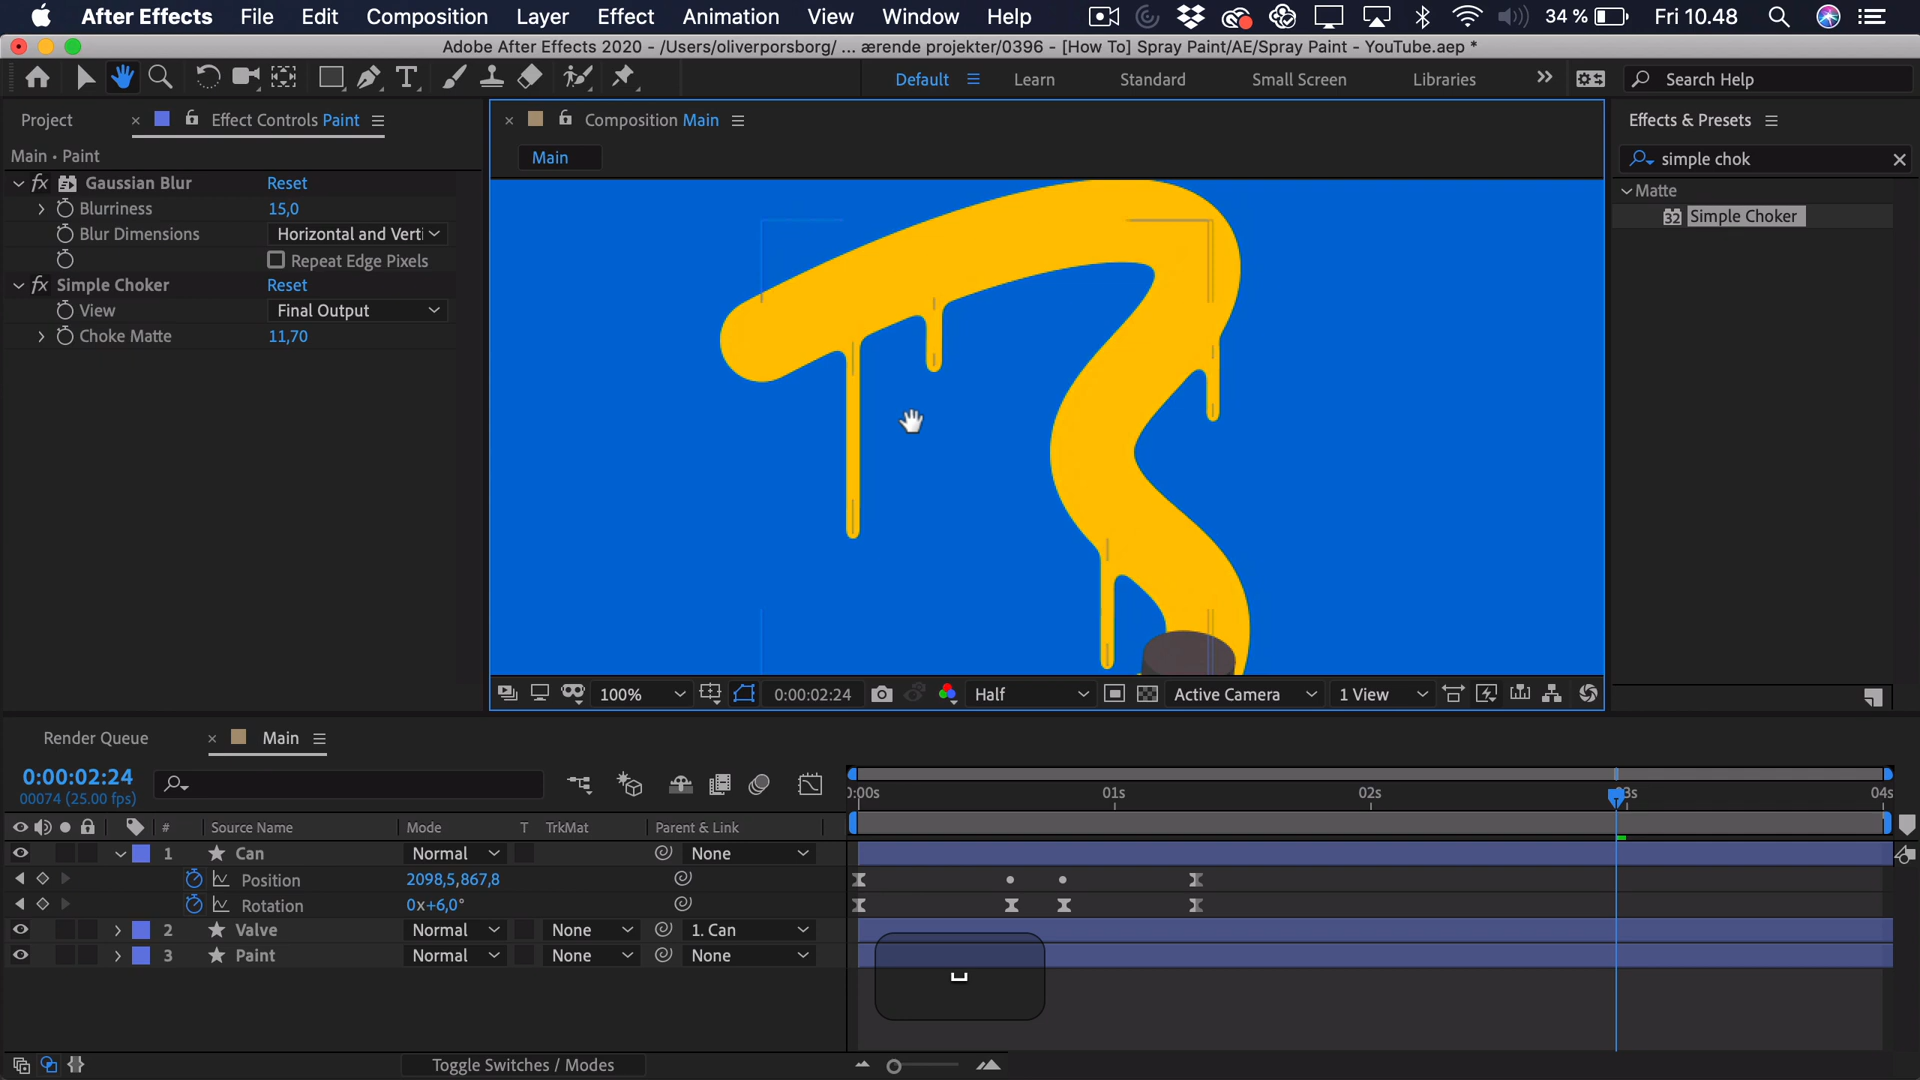 After Effects File Edit Composition Layer Effect Animation View Window Help 34 % Fri 10.48
Adobe After Effects 2020 - /Users/oliverporsborg/ ... ærende projekter/0396 - [How To] Spray Paint/AE/Spray Paint - YouTube.aep *
Default Learn Standard Small Screen Libraries Search Help
Project Effect Controls Paint
Composition Main
Effects & Presets
Main • Paint
Main
simple chok
fx Gaussian Blur Reset
Matte
Blurriness 15,0
32 Simple Choker
Blur Dimensions Horizontal and Verti
Repeat Edge Pixels
fx Simple Choker Reset
View Final Output
Choke Matte 11,70
100% 0:00:02:24 Half Active Camera 1 View
Render Queue Main
0:00:02:24
00074 (25.00 fps)
):00s 01s 02s 03s 04s
# Source Name Mode T TrkMat Parent & Link
1 Can Normal None
Position 2098,5,867,8
Rotation 0x+6,0°
2 Valve Normal None 1. Can
3 Paint Normal None None
Toggle Switches / Modes